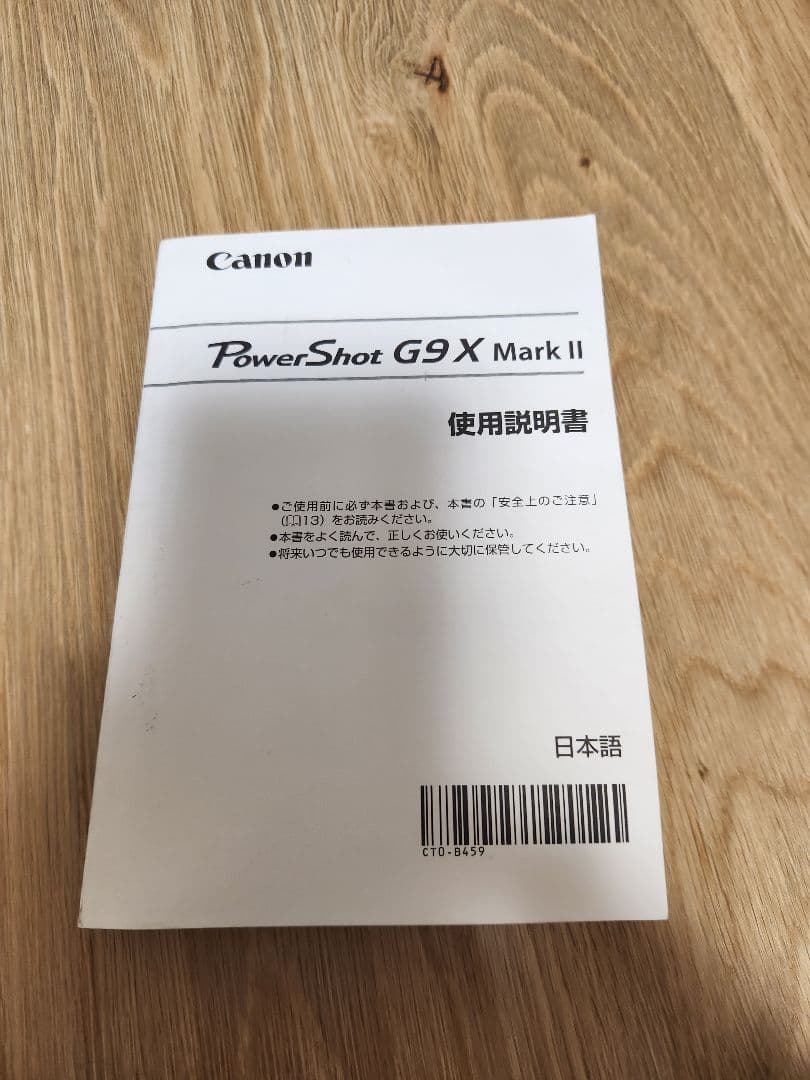 Canon
PowerShot G9 X Mark II
使用説明書
●ご使用前に必ず本書および、本書の「安全上のご注意」
（📖13）をお読みください。
●本書をよく読んで、正しくお使いください。
●将来いつでも使用できるように大切に保管してください。
日本語
CT0-B459